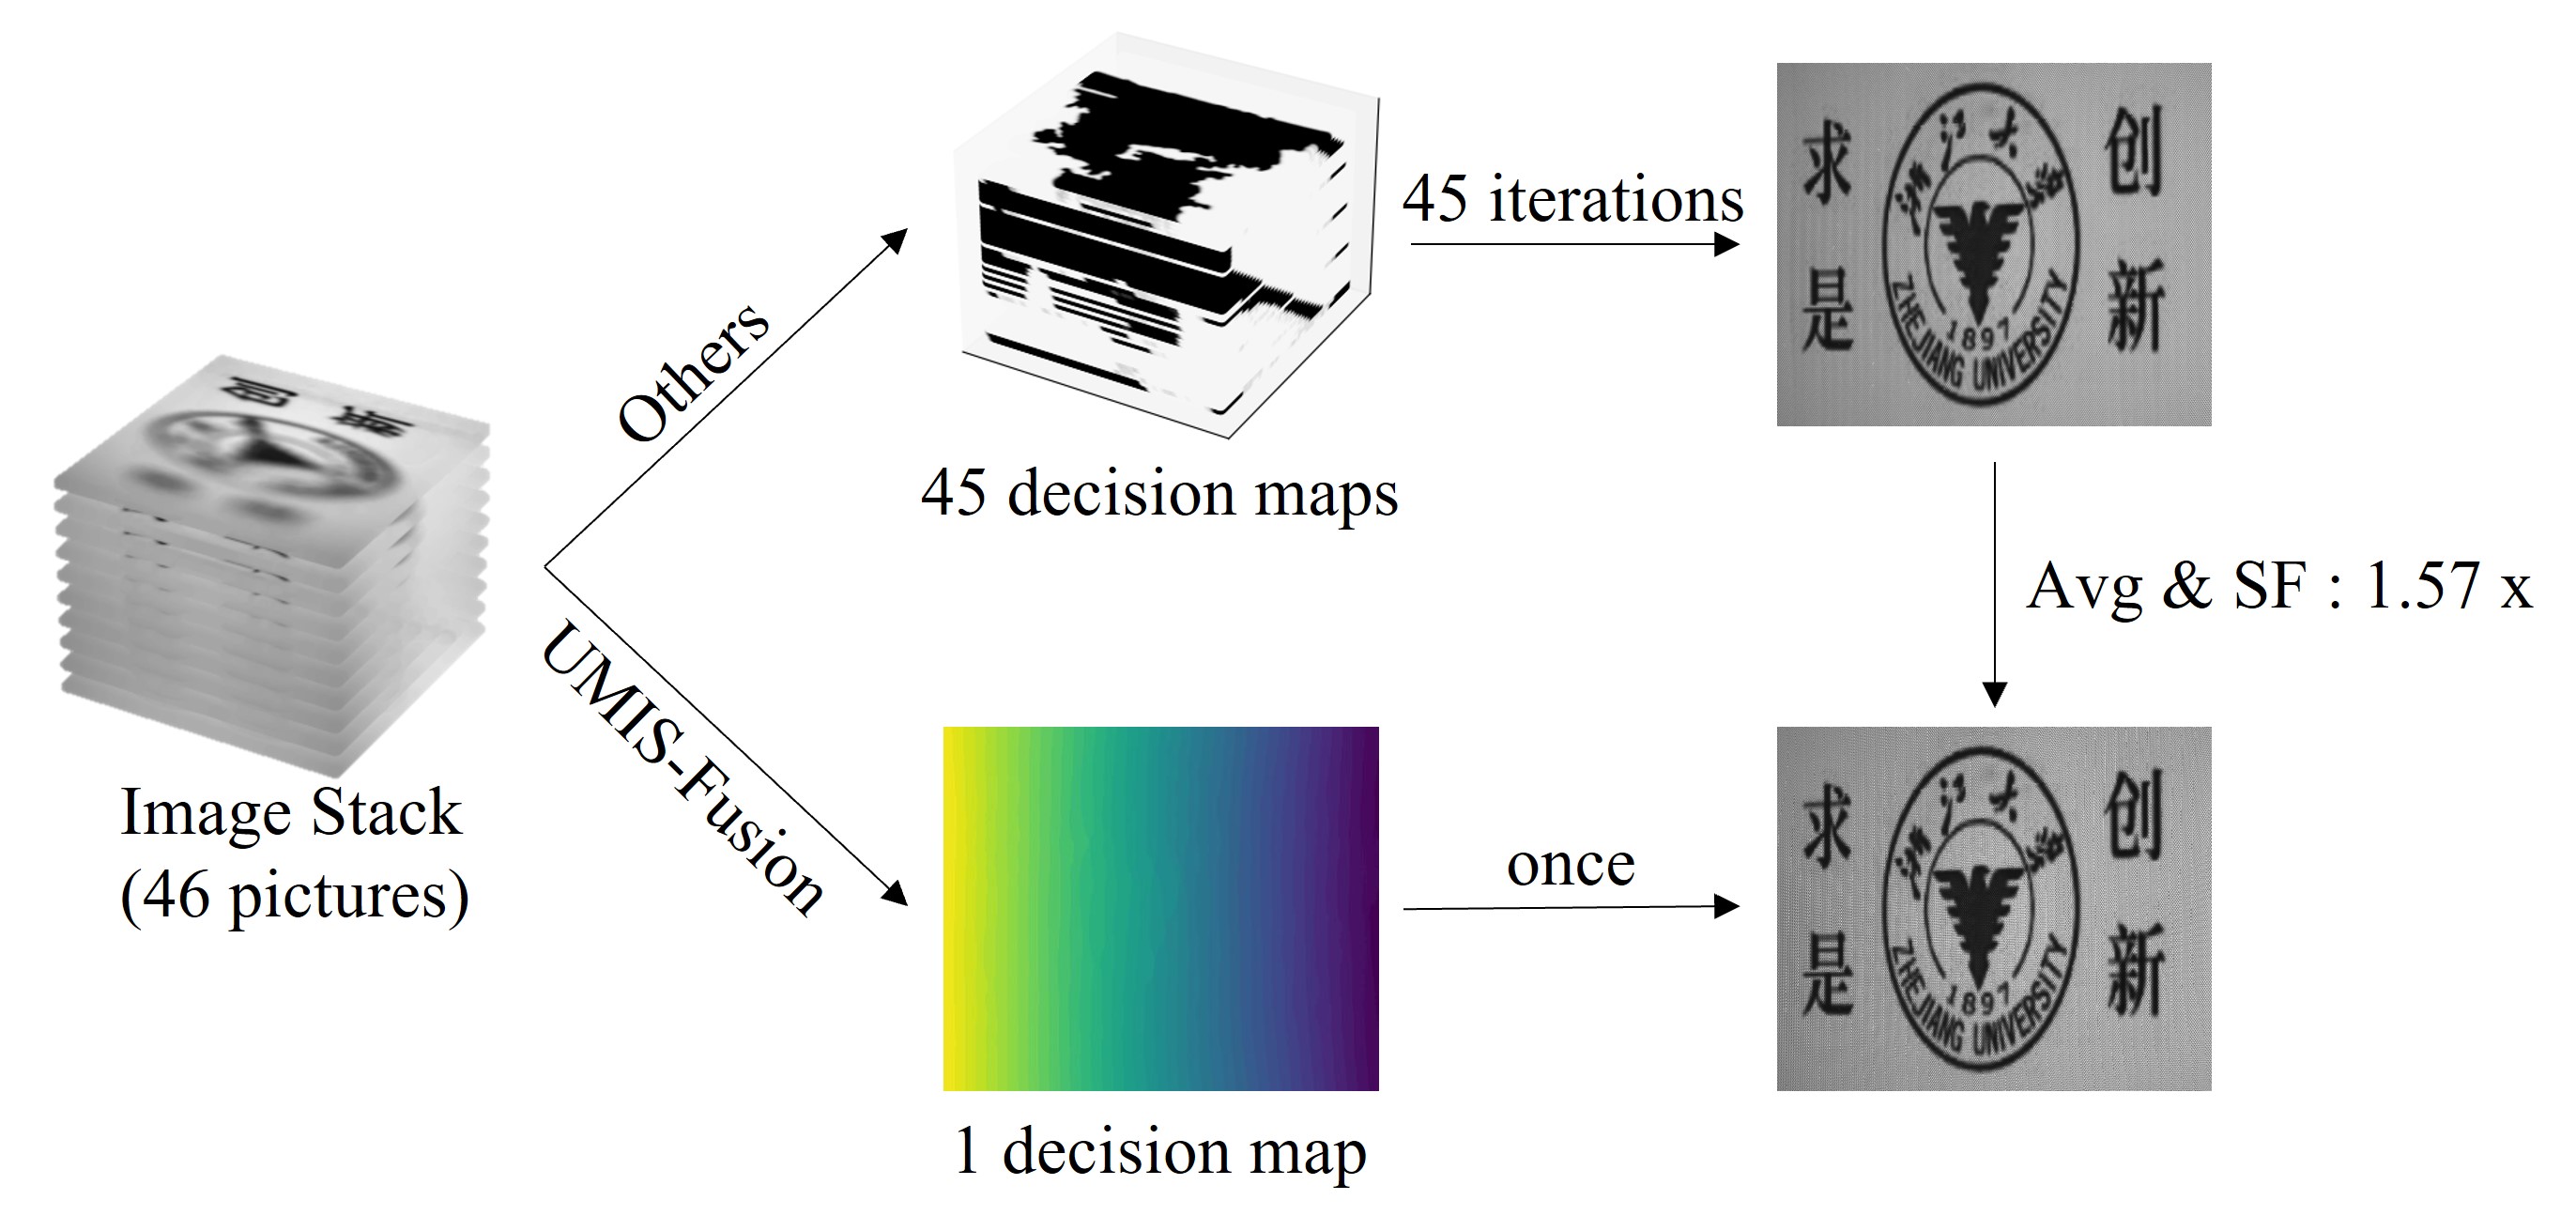 Others
45 decision maps
45 iterations
求
是
浙江大学
创
新
ZHEJIANG UNIVERSITY
1897
Avg & SF : 1.57 x
创新
Image Stack
(46 pictures)
UMIS-Fusion
1 decision map
once
求
是
浙江大学
创
新
ZHEJIANG UNIVERSITY
1897